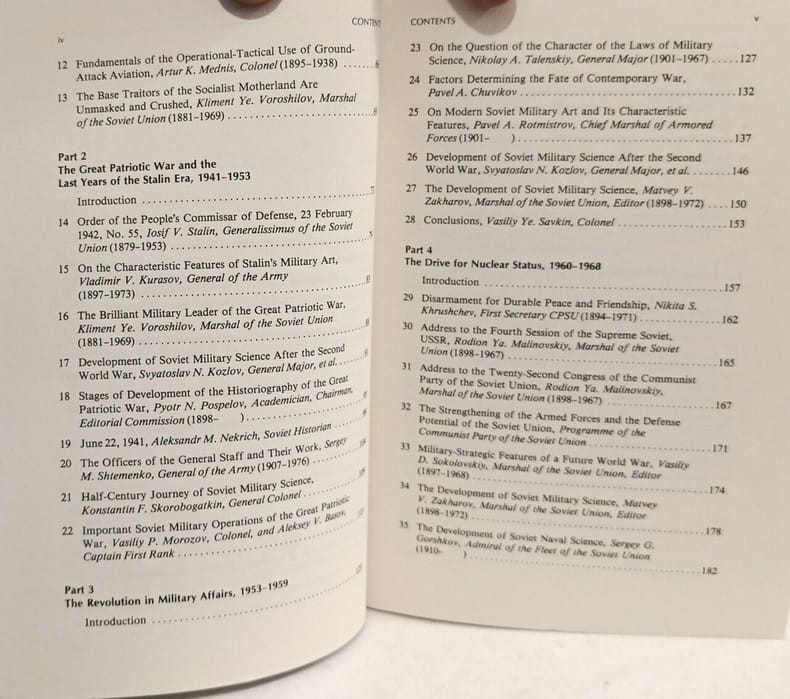 iv
CONTENTS
12 Fundamentals of the Operational-Tactical Use of Ground-
Attack Aviation, Artur K. Mednis, Colonel (1895-1938)
13 The Base Traitors of the Socialist Motherland Are
Unmasked and Crushed, Kliment Ye. Voroshilov, Marshal
of the Soviet Union (1881-1969)
Part 2
The Great Patriotic War and the
Last Years of the Stalin Era, 1941–1953
Introduction
14 Order of the People's Commissar of Defense, 23 February
1942, No. 55, Iosif V. Stalin, Generalissimus of the Soviet
Union (1879-1953)
15 On the Characteristic Features of Stalin's Military Art,
Vladimir V. Kurasov, General of the Army
(1897-1973)
16 The Brilliant Military Leader of the Great Patriotic War,
Kliment Ye. Voroshilov, Marshal of the Soviet Union
(1881-1969)
17 Development of Soviet Military Science After the Second
World War, Svyatoslav N. Kozlov, General Major, et al.
18 Stages of Development of the Historiography of the Great
Patriotic War, Pyotr N. Pospelov, Academician, Chairman,
Editorial Commission (1898- )
19 June 22, 1941, Aleksandr M. Nekrich, Soviet Historian
20 The Officers of the General Staff and Their Work, Sergey
M. Shtemenko, General of the Army (1907-1976)
21 Half-Century Journey of Soviet Military Science,
Konstantin F. Skorobogatkin, General Colonel
22 Important Soviet Military Operations of the Great Patriotic
War, Vasiliy P. Morozov, Colonel, and Aleksey V. Basov,
Captain First Rank
Part 3
The Revolution in Military Affairs, 1953–1959
Introduction
CONTENTS
v
23 On the Question of the Character of the Laws of Military
Science, Nikolay A. Talenskiy, General Major (1901-1967) .....127
24 Factors Determining the Fate of Contemporary War,
Pavel A. Chuvikov ..... 132
25 On Modern Soviet Military Art and Its Characteristic
Features, Pavel A. Rotmistrov, Chief Marshal of Armored
Forces (1901- ) ..... 137
26 Development of Soviet Military Science After the Second
World War, Svyatoslav N. Kozlov, General Major, et al. ..... 146
27 The Development of Soviet Military Science, Matvey V.
Zakharov, Marshal of the Soviet Union, Editor (1898-1972) .... 150
28 Conclusions, Vasiliy Ye. Savkin, Colonel ..... 153
Part 4
The Drive for Nuclear Status, 1960–1968
Introduction ..... 157
29 Disarmament for Durable Peace and Friendship, Nikita S.
Khrushchev, First Secretary CPSU (1894-1971) ..... 162
30 Address to the Fourth Session of the Supreme Soviet,
USSR, Rodion Ya. Malinovskiy, Marshal of the Soviet
Union (1898-1967) ..... 165
31 Address to the Twenty-Second Congress of the Communist
Party of the Soviet Union, Rodion Ya. Malinovskiy,
Marshal of the Soviet Union (1898-1967) ..... 167
32 The Strengthening of the Armed Forces and the Defense
Potential of the Soviet Union, Programme of the
Communist Party of the Soviet Union ..... 171
33 Military-Strategic Features of a Future World War, Vasiliy
D. Sokolovskiy, Marshal of the Soviet Union, Editor
(1897-1968) ..... 174
34 The Development of Soviet Military Science, Matvey
V. Zakharov, Marshal of the Soviet Union, Editor
(1898-1972) ..... 178
35 The Development of Soviet Naval Science, Sergey G.
Gorshkov, Admiral of the Fleet of the Soviet Union
(1910- ) ..... 182